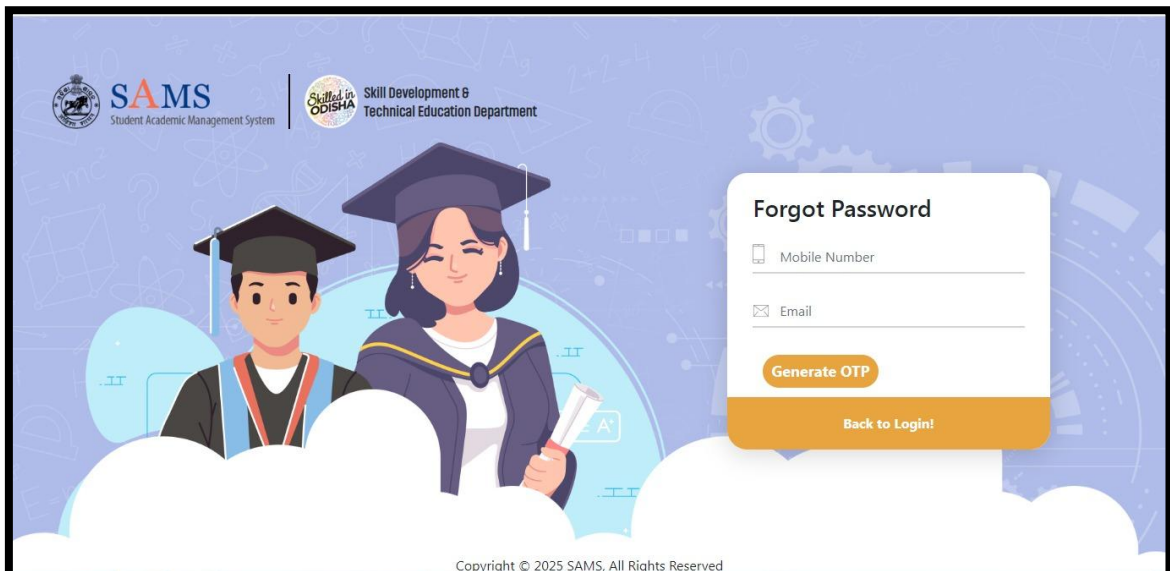 SAMS
Student Academic Management System
Skilled in
ODISHA
Skill Development &
Technical Education Department
Forgot Password
Mobile Number
Email
Generate OTP
Back to Login!
A+
Copyright © 2025 SAMS, All Rights Reserved